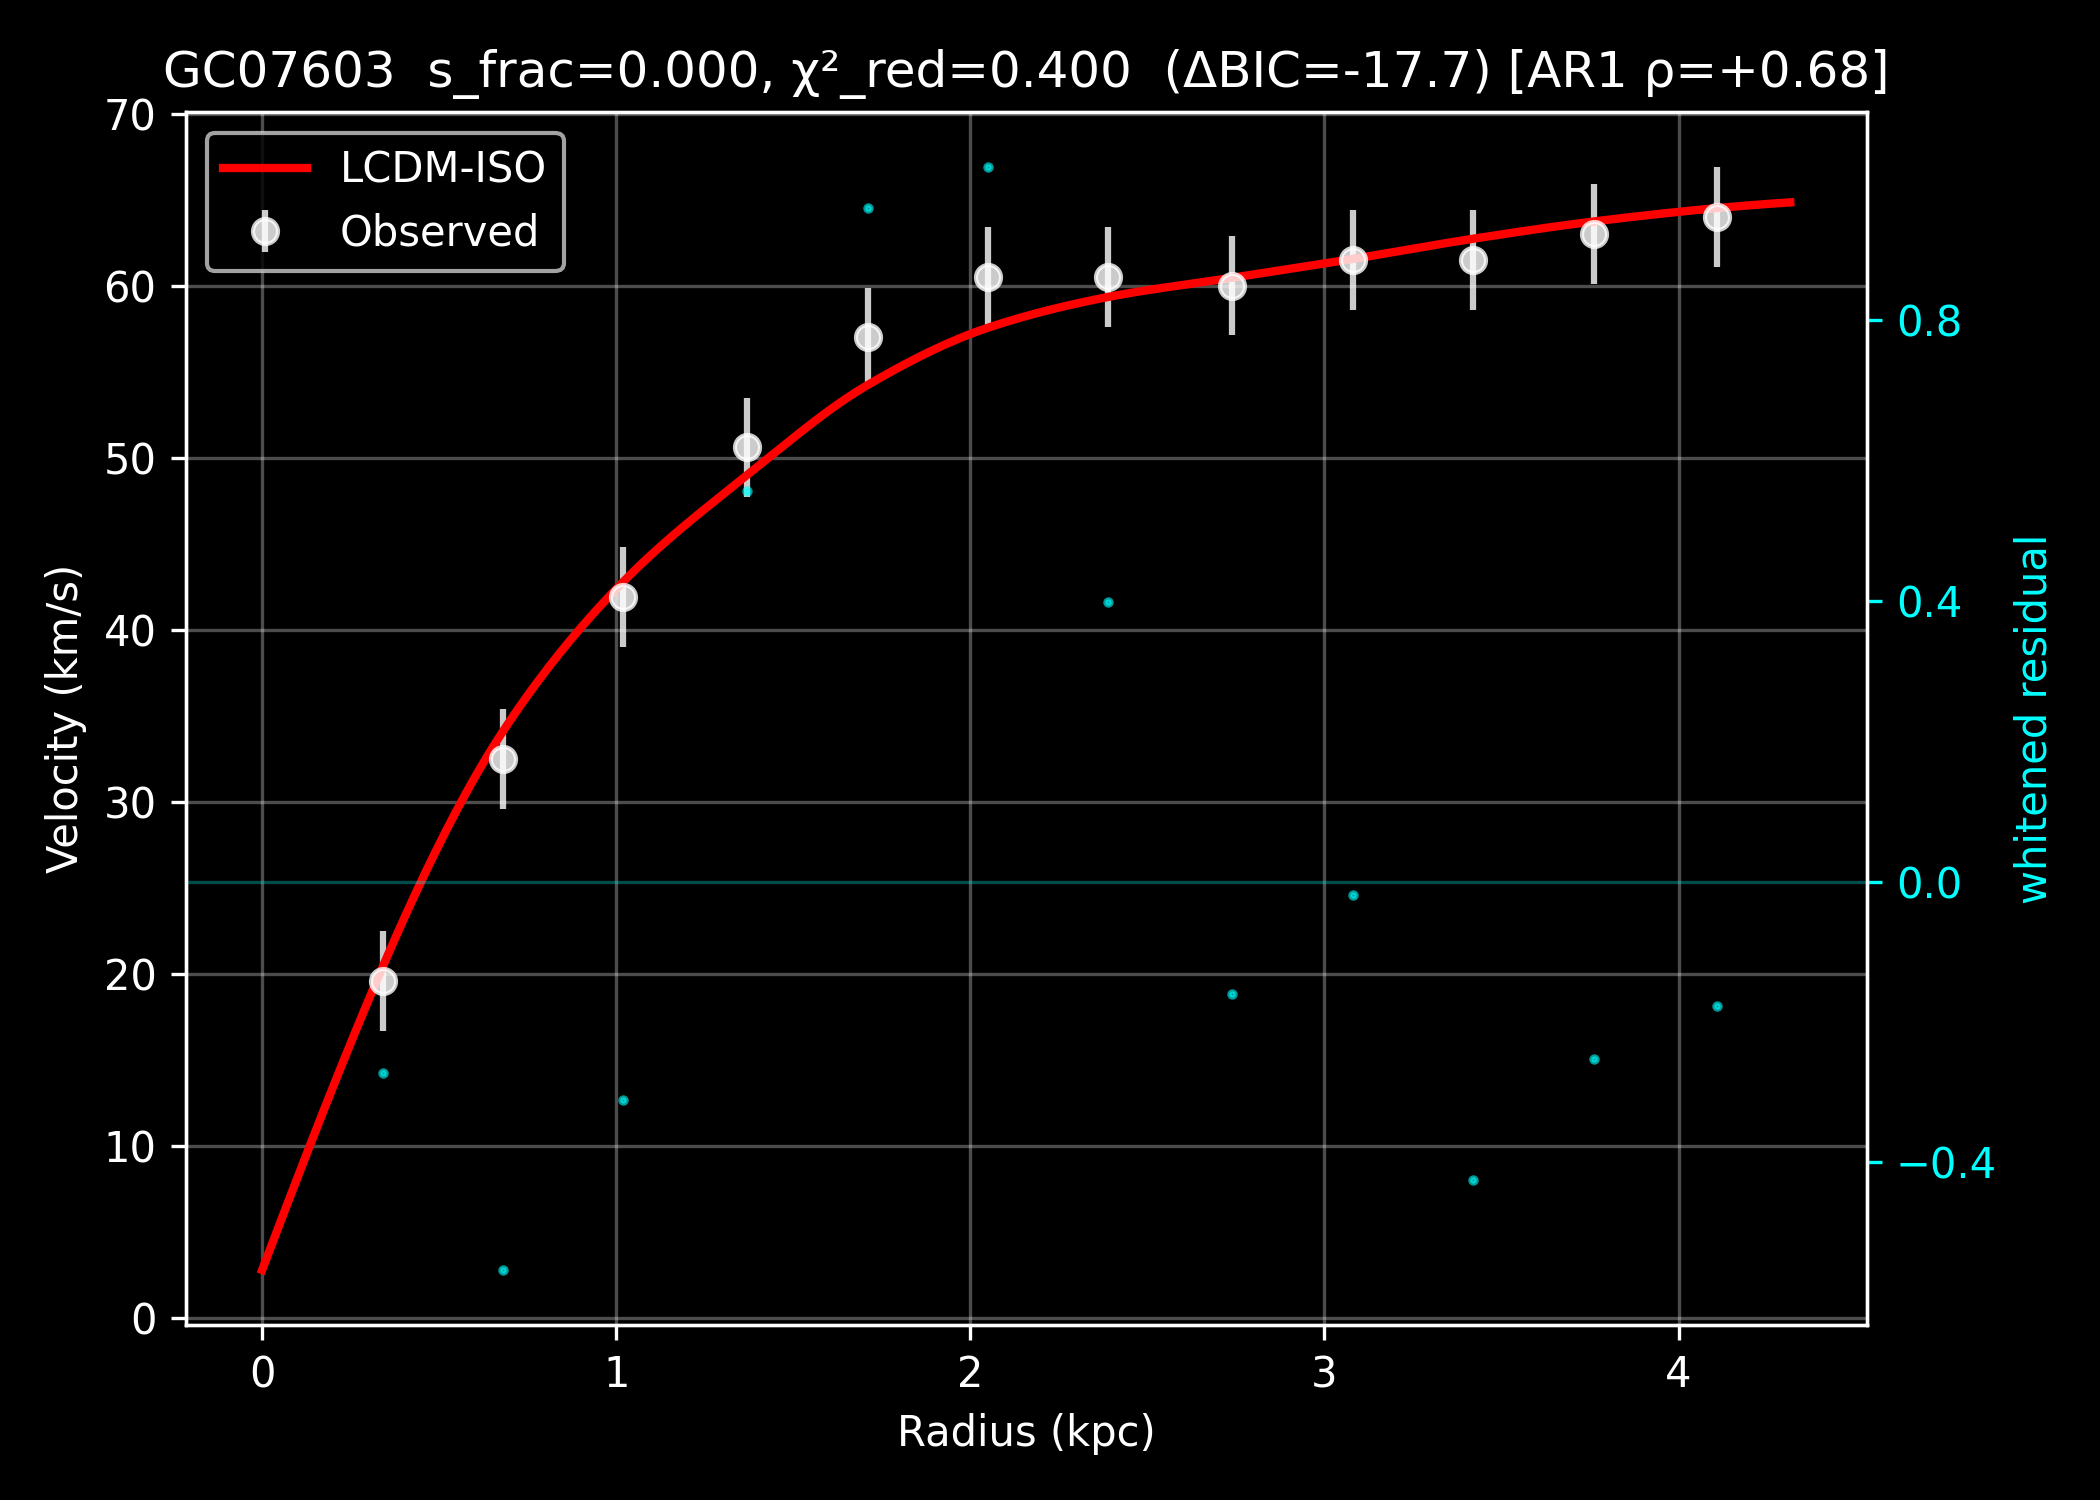 GC07603 s_frac=0.000, χ²_red=0.400 (ΔBIC=-17.7) [AR1 ρ=+0.68]
LCDM-ISO
Observed
70
60
50
40
30
20
10
0
Velocity (km/s)
0.8
0.4
0.0
−0.4
whitened residual
0 1 2 3 4
Radius (kpc)